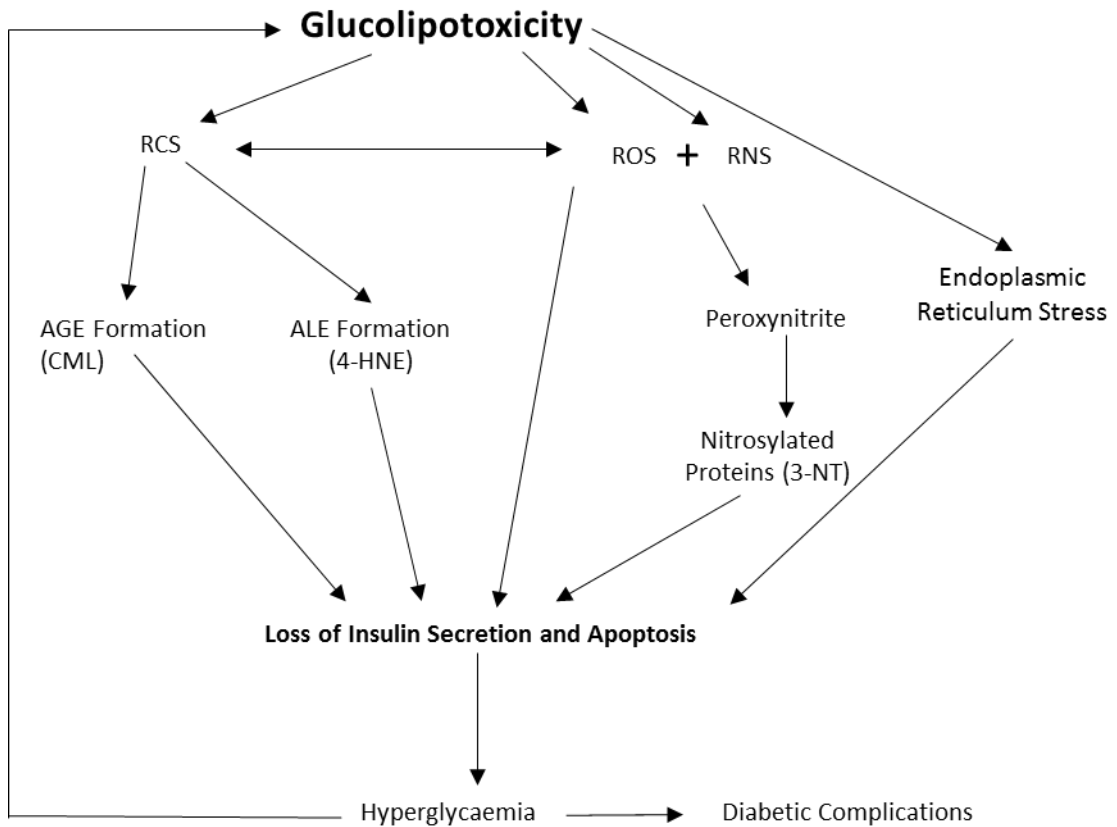 Glucolipotoxicity
RCS
ROS + RNS
Endoplasmic
Reticulum Stress
AGE Formation
(CML)
ALE Formation
(4-HNE)
Peroxynitrite
Nitrosylated
Proteins (3-NT)
Loss of Insulin Secretion and Apoptosis
Hyperglycaemia
Diabetic Complications